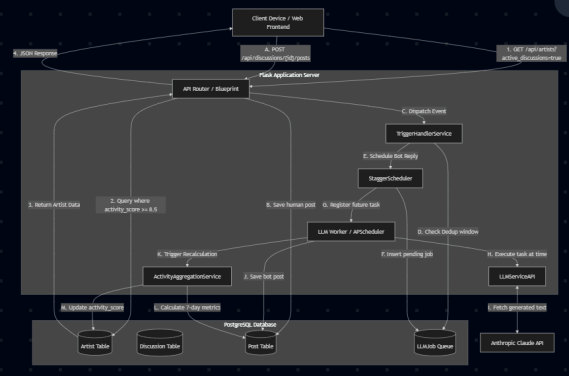 Client Device / Web
Frontend
4. JSON Response
A. POST
/api/discussions/{id}/posts
1. GET /api/artists?
active_discussions=true
Flask Application Server
API Router / Blueprint
C. Dispatch Event
TriggerHandlerService
E. Schedule Bot Reply
StaggerScheduler
3. Return Artist Data
2. Query where
activity_score >= 8.5
B. Save human post
G. Register future task
D. Check Dedup window
LLM Worker / APScheduler
K. Trigger Recalculation
F. Insert pending job
H. Execute task at time
ActivityAggregationService
J. Save bot post
LLMServiceAPI
M. Update activity_score
L. Calculate 7-day metrics
I. Fetch generated text
PostgreSQL Database
Artist Table
Discussion Table
Post Table
LLMJob Queue
Anthropic Claude API